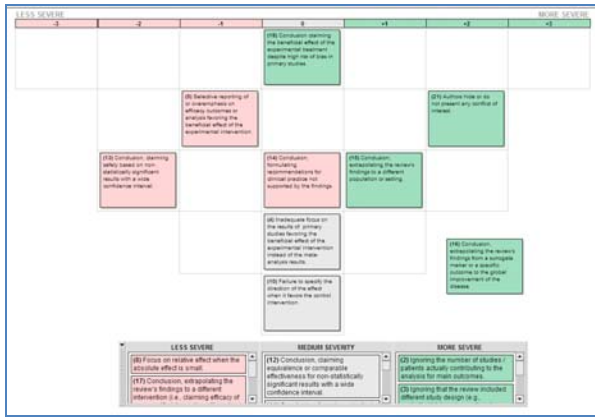 LESS SEVERE
MORE SEVERE
-3 -2 -1 0 +1 +2 +3
Conclusion claiming
the beneficial effect of the
experimental treatment
despite high risk of bias in
primary studies
Selective reporting of
or overemphasis on
efficacy outcomes or
analysis favoring the
beneficial effect of the
experimental intervention.
(21) Authors hide or do
not present any conflict of
interest.
(13) Conclusion, claiming
safety based on non-
statistically significant
results with a wide
confidence interval.
(14) Conclusion,
formulating
recommendations for
clinical practice not
supported by the findings.
Conclusion,
extrapolating the review's
findings to a different
population or setting.
Inadequate focus on
the results of primary
studies favoring the
beneficial effect of the
experimental intervention
instead of the meta-
analysis results.
Failure to specify the
direction of the effect
when it favors the control
intervention
Conclusion,
extrapolating the review's
findings from a surrogate
marker or a specific
outcome to the global
improvement of the
disease.
LESS SEVERE
(8) Focus on relative effect when the
absolute effect is small.
(17) Conclusion, extrapolating the
review's findings to a different
intervention (i.e., claiming efficacy of
MEDIUM SEVERITY
(12) Conclusion, claiming
equivalence or comparable
effectiveness for non-statistically
significant results with a wide
confidence interval.
MORE SEVERE
(2) Ignoring the number of studies /
patients actually contributing to the
analysis for main outcomes.
(3) Ignoring that the review included
different study design (e.g.,